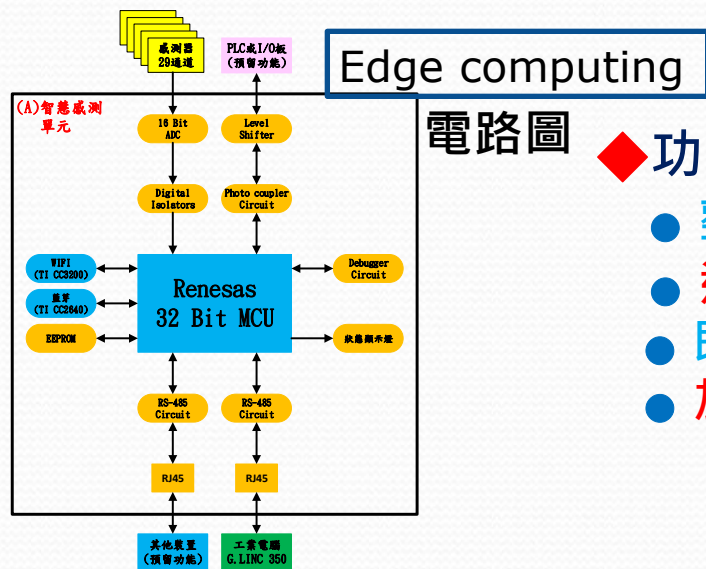 感測器
29通道
PLC或I/O板
(預留功能)
Edge computing
電路圖
(A)智慧感測
單元
16 Bit
ADC
Level
Shifter
功
Digital
Isolators
Photo coupler
Circuit
WIFI
(TI CC3200)
藍芽
(TI CC2640)
EEPROM
Renesas
32 Bit MCU
Debugger
Circuit
狀態顯示燈
RS-485
Circuit
RS-485
Circuit
RJ45
RJ45
其他裝置
(預留功能)
工業電腦
G.LINC 350